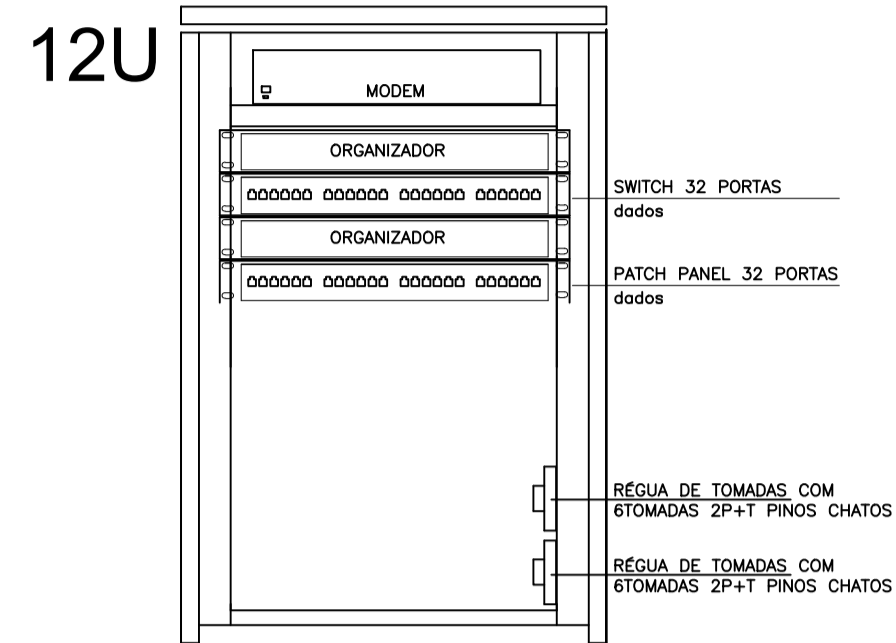 12U
MODEM
ORGANIZADOR
SWITCH 32 PORTAS
dados
ORGANIZADOR
PATCH PANEL 32 PORTAS
dados
RÉGUA DE TOMADAS COM
6TOMADAS 2P+T PINOS CHATOS
RÉGUA DE TOMADAS COM
6TOMADAS 2P+T PINOS CHATOS